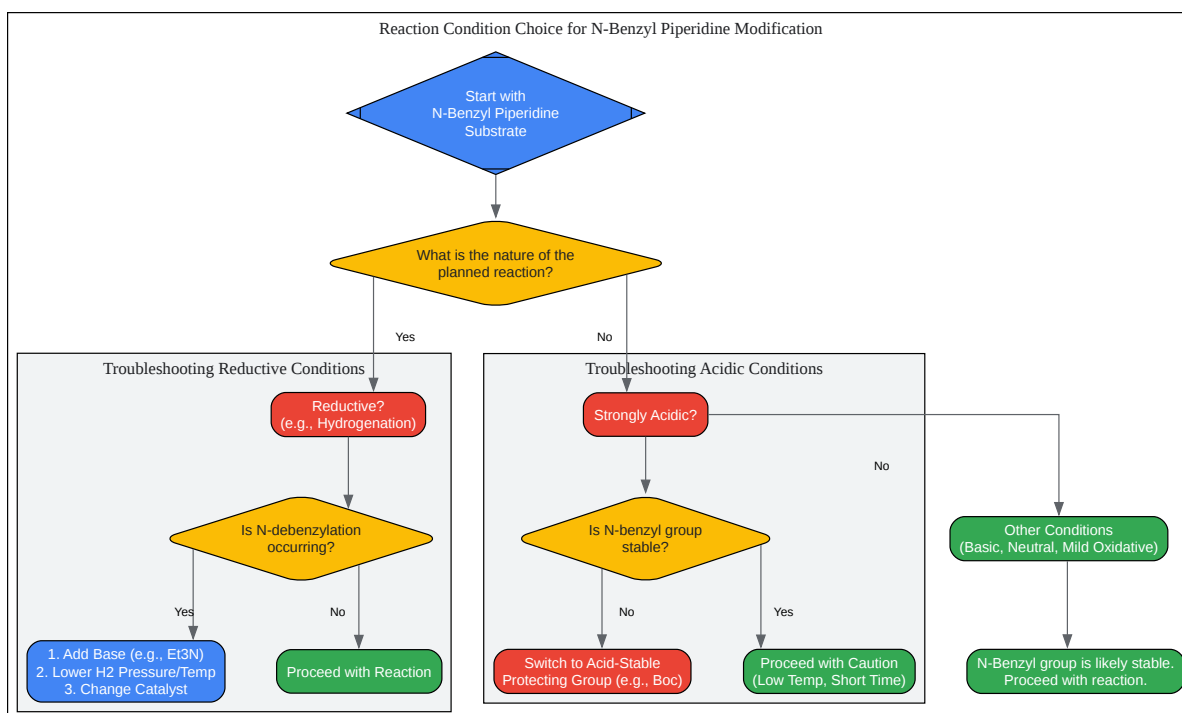 Reaction Condition Choice for N-Benzyl Piperidine Modification
Start with
N-Benzyl Piperidine
Substrate
What is the nature of the
planned reaction?
Yes
No
Troubleshooting Reductive Conditions
Reductive?
(e.g., Hydrogenation)
Is N-debenzylation
occurring?
Yes
No
1. Add Base (e.g., Et3N)
2. Lower H2 Pressure/Temp
3. Change Catalyst
Proceed with Reaction
Troubleshooting Acidic Conditions
Strongly Acidic?
No
Is N-benzyl group
stable?
No
Yes
Switch to Acid-Stable
Protecting Group (e.g., Boc)
Proceed with Caution
(Low Temp, Short Time)
Other Conditions
(Basic, Neutral, Mild Oxidative)
N-Benzyl group is likely stable.
Proceed with reaction.